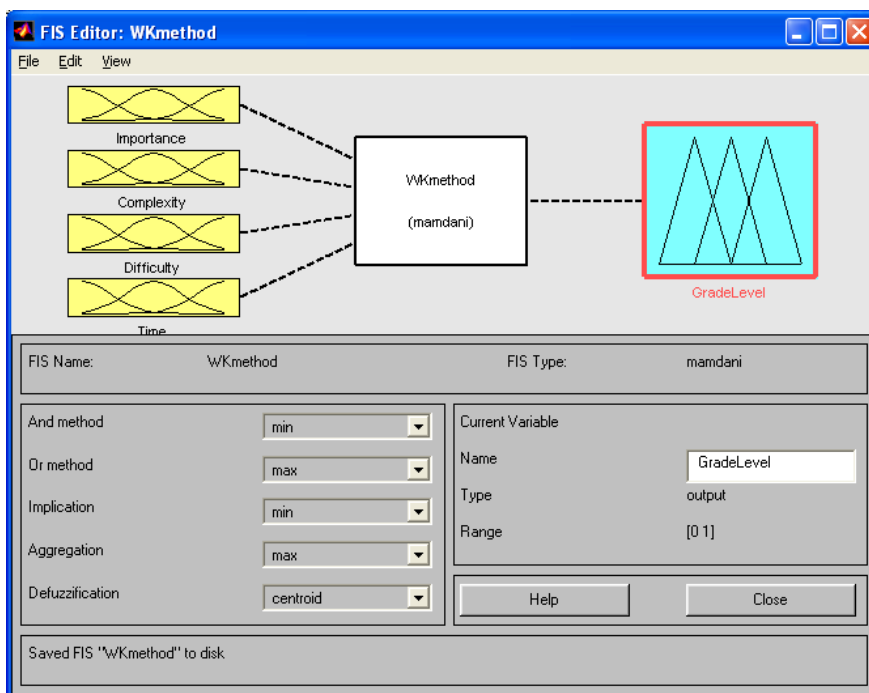 FIS Editor: WKmethod
File Edit View
Importance
Complexity
Difficulty
Time
WKmethod
(mamdani)
GradeLevel
FIS Name: WKmethod FIS Type: mamdani
And method min
Or method max
Implication min
Aggregation max
Defuzzification centroid
Current Variable
Name GradeLevel
Type output
Range [0 1]
Help Close
Saved FIS "WKmethod" to disk